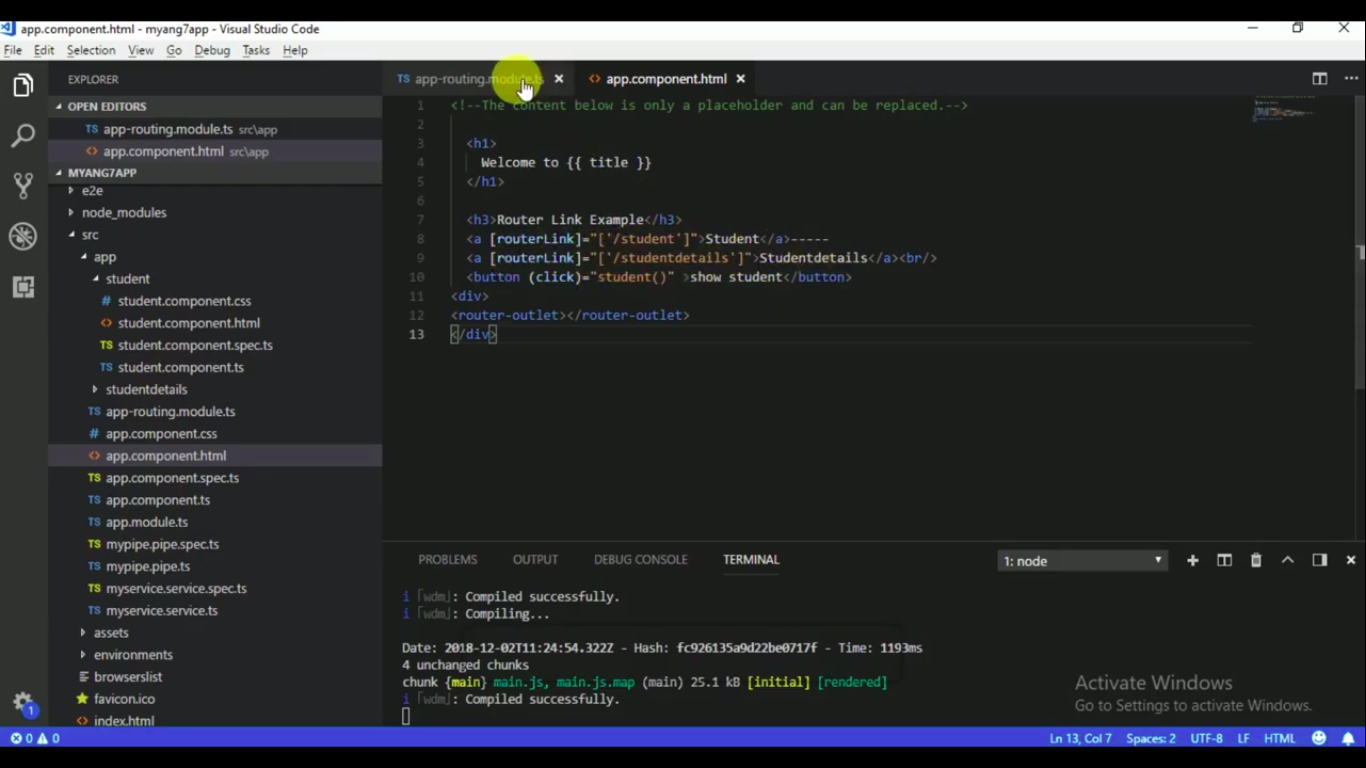 app.component.html - myang7app - Visual Studio Code
File Edit Selection View Go Debug Tasks Help
EXPLORER
OPEN EDITORS
TS app-routing.module.ts src\app
<> app.component.html src\app
MYANG7APP
e2e
node_modules
src
app
student
# student.component.css
<> student.component.html
TS student.component.spec.ts
TS student.component.ts
studentdetails
TS app-routing.module.ts
# app.component.css
<> app.component.html
TS app.component.spec.ts
TS app.component.ts
TS app.module.ts
TS mypipe.pipe.spec.ts
TS mypipe.pipe.ts
TS myservice.service.spec.ts
TS myservice.service.ts
assets
environments
browserslist
favicon.ico
<> index.html
1
TS app-routing.module.ts
<> app.component.html
1 <!--The content below is only a placeholder and can be replaced.-->
2
3 <h1>
4 Welcome to {{ title }}
5 </h1>
6
7 <h3>Router Link Example</h3>
8 <a [routerLink]="['/student']">Student</a>-----
9 <a [routerLink]="['/studentdetails']">Studentdetails</a><br/>
10 <button (click)="student()" >show student</button>
11 <div>
12 <router-outlet></router-outlet>
13 </div>
PROBLEMS OUTPUT DEBUG CONSOLE TERMINAL 1: node
i ｢wdm｣: Compiled successfully.
i ｢wdm｣: Compiling...
Date: 2018-12-02T11:24:54.322Z - Hash: fc926135a9d22be0717f - Time: 1193ms
4 unchanged chunks
chunk {main} main.js, main.js.map (main) 25.1 kB [initial] [rendered]
i ｢wdm｣: Compiled successfully.
Activate Windows
Go to Settings to activate Windows.
0 0 Ln 13, Col 7 Spaces: 2 UTF-8 LF HTML